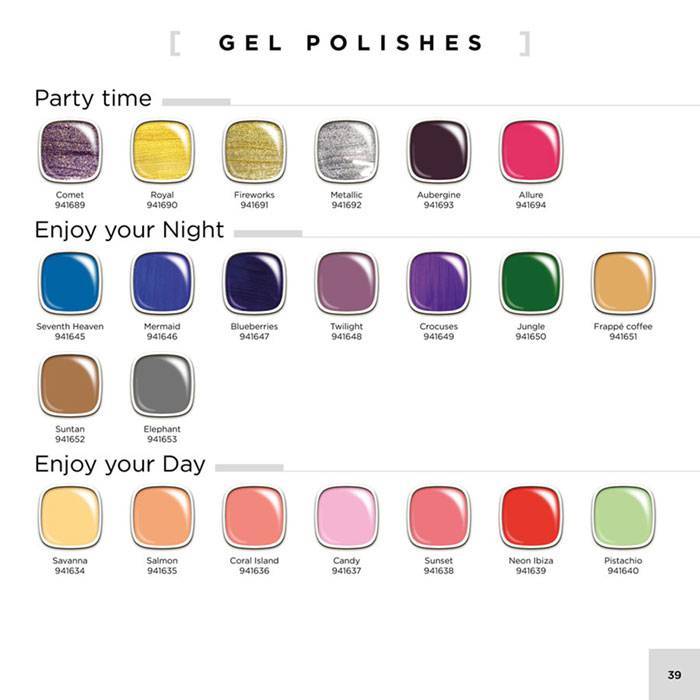 [ GEL POLISHES ]
Party time
Comet Royal Fireworks Metallic Aubergine Allure
941689 941690 941691 941692 941693 941694
Enjoy your Night
Seventh Heaven Mermaid Blueberries Twilight Crocuses Jungle Frappé coffee
941645 941646 941647 941648 941649 941650 941651
Suntan Elephant
941652 941653
Enjoy your Day
Savanna Salmon Coral Island Candy Sunset Neon Ibiza Pistachio
941634 941635 941636 941637 941638 941639 941640
39